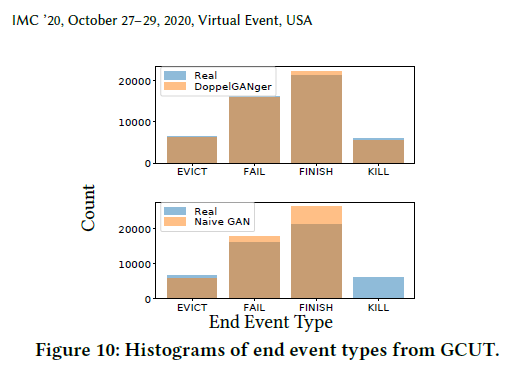 IMC ’20, October 27–29, 2020, Virtual Event, USA
Real
DoppelGANger
20000
10000
0
EVICT FAIL FINISH KILL
Count
Real
Naive GAN
20000
10000
0
EVICT FAIL FINISH KILL
End Event Type
Figure 10: Histograms of end event types from GCUT.